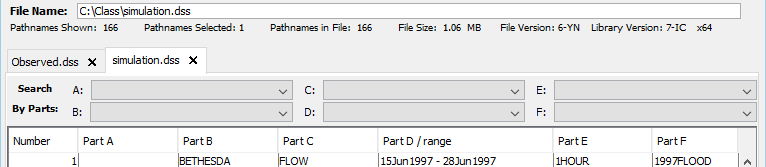 File Name: C:\Class\simulation.dss
Pathnames Shown: 166 Pathnames Selected: 1 Pathnames in File: 166 File Size: 1.06 MB File Version: 6-YN Library Version: 7-IC x64
Observed.dss simulation.dss
Search A: C: E:
By Parts: B: D: F:
Number Part A Part B Part C Part D / range Part E Part F
1 BETHESDA FLOW 15Jun1997 - 28Jun1997 1HOUR 1997FLOOD